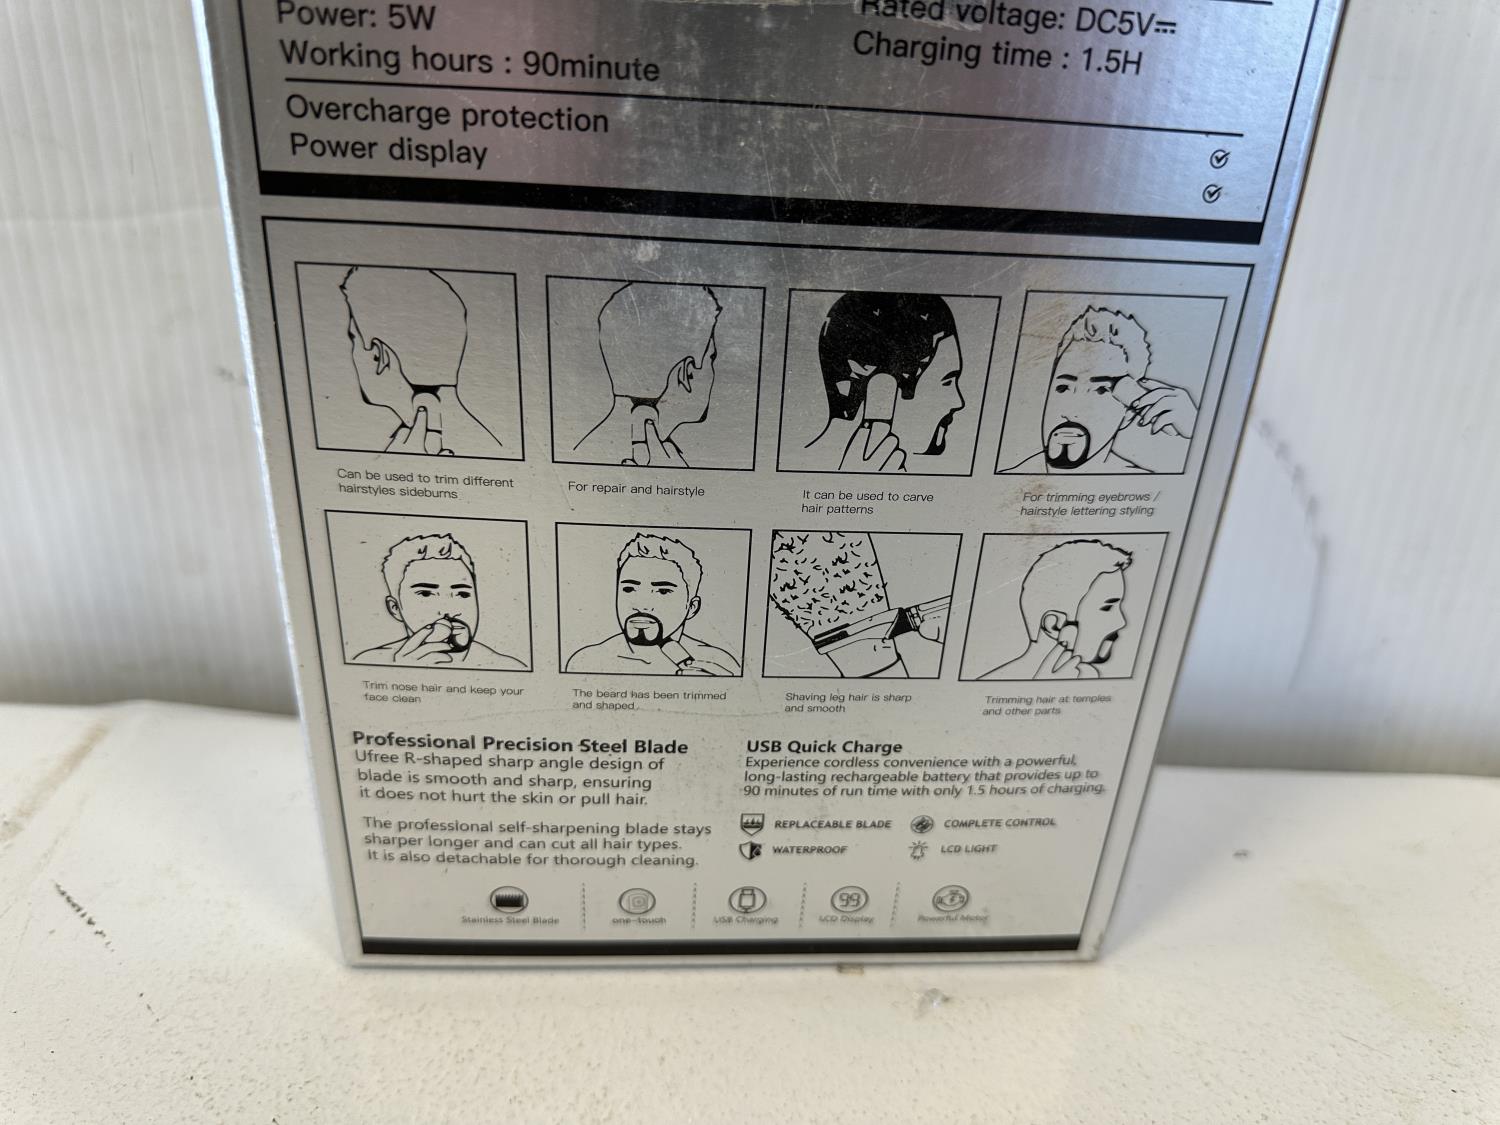 Power: 5W
Rated voltage: DC5V
Working hours : 90minute
Charging time : 1.5H
Overcharge protection
Power display
Can be used to trim different
hairstyles sideburns
For repair and hairstyle
It can be used to carve
hair patterns
For trimming eyebrows /
hairstyle lettering styling
Trim nose hair and keep your
face clean
The beard has been trimmed
and shaped
Shaving leg hair is sharp
and smooth
Trimming hair at temples
and other parts
Professional Precision Steel Blade
Ufree R-shaped sharp angle design of
blade is smooth and sharp, ensuring
it does not hurt the skin or pull hair.
The professional self-sharpening blade stays
sharper longer and can cut all hair types.
It is also detachable for thorough cleaning.
USB Quick Charge
Experience cordless convenience with a powerful,
long-lasting rechargeable battery that provides up to
90 minutes of run time with only 1.5 hours of charging.
REPLACEABLE BLADE
COMPLETE CONTROL
WATERPROOF
LCD LIGHT
99
Stainless Steel Blade
one-touch
USB Charging
LCD Display
Powerful Motor